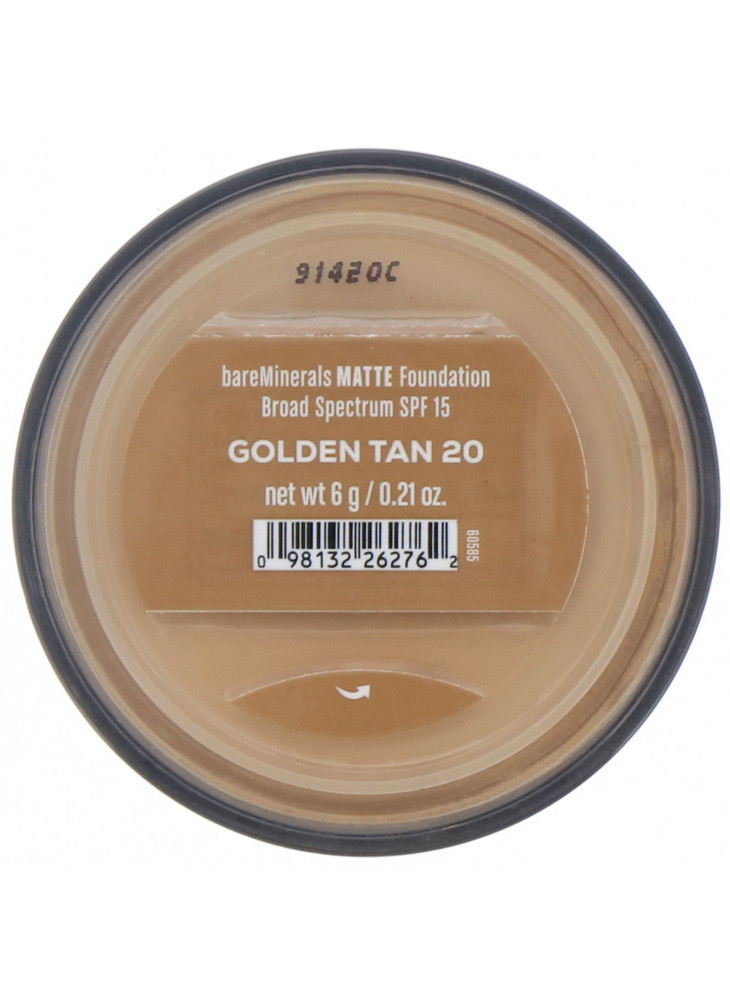 91420C
bareMinerals MATTE Foundation
Broad Spectrum SPF 15
GOLDEN TAN 20
net wt 6 g / 0.21 oz.
60585
0 98132 26276 2